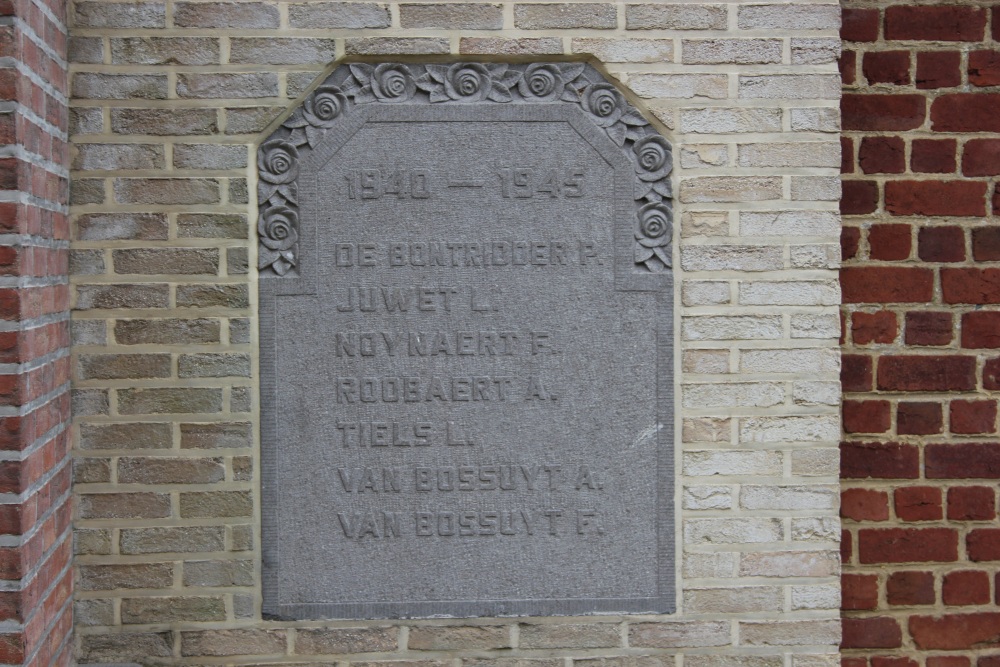 1940 — 1945
DE BONTRIDDER P.
JUWET L.
NOYNAERT F.
ROOBAERT A.
TIELS L.
VAN BOSSUYT A.
VAN BOSSUYT F.